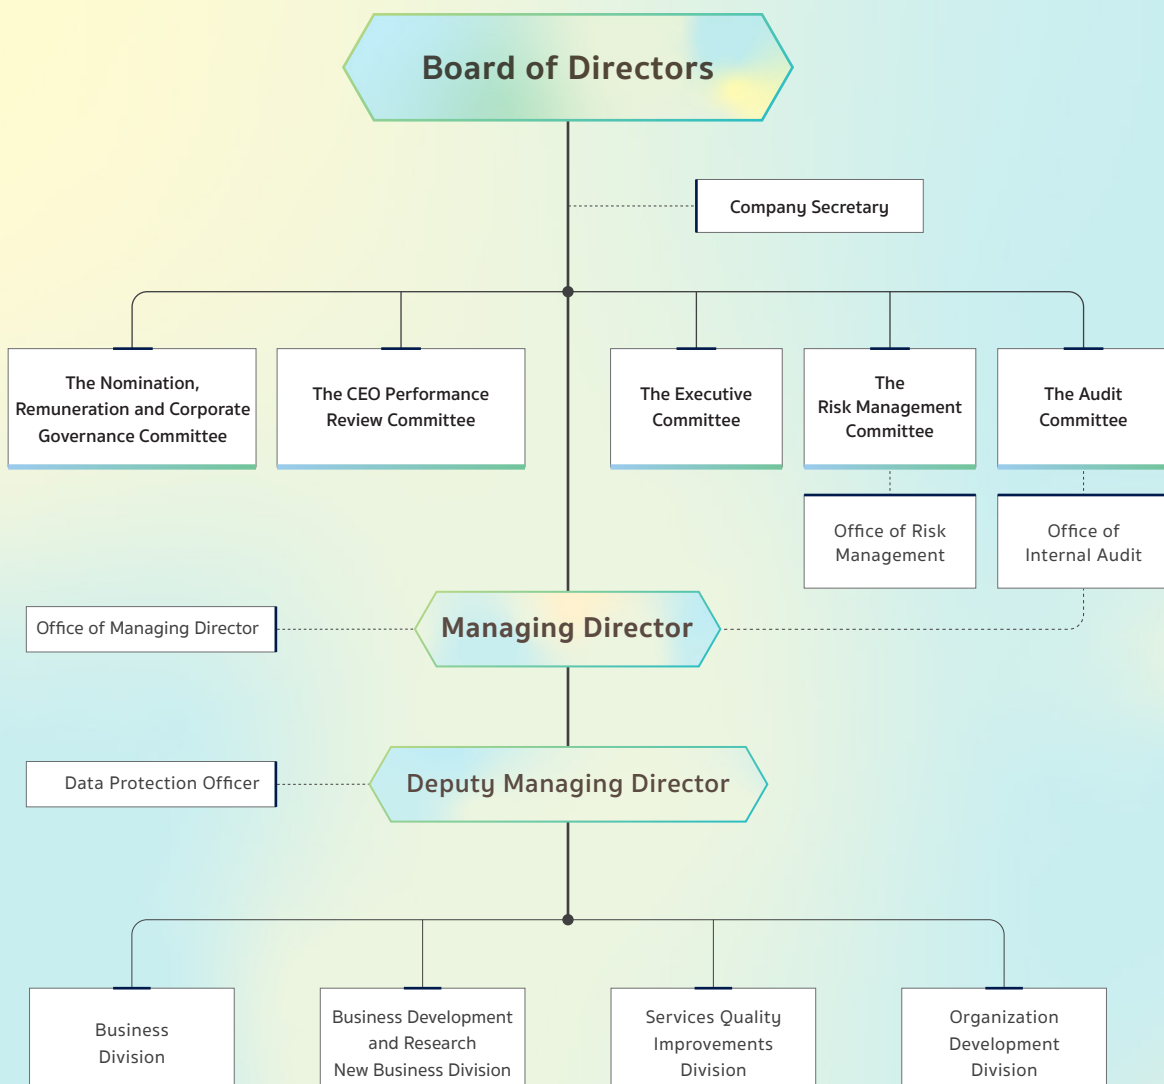 Board of Directors
Company Secretary
The Nomination,
Remuneration and Corporate
Governance Committee
The CEO Performance
Review Committee
The Executive
Committee
The
Risk Management
Committee
The Audit
Committee
Office of Risk
Management
Office of
Internal Audit
Office of Managing Director
Managing Director
Data Protection Officer
Deputy Managing Director
Business
Division
Business Development
and Research
New Business Division
Services Quality
Improvements
Division
Organization
Development
Division